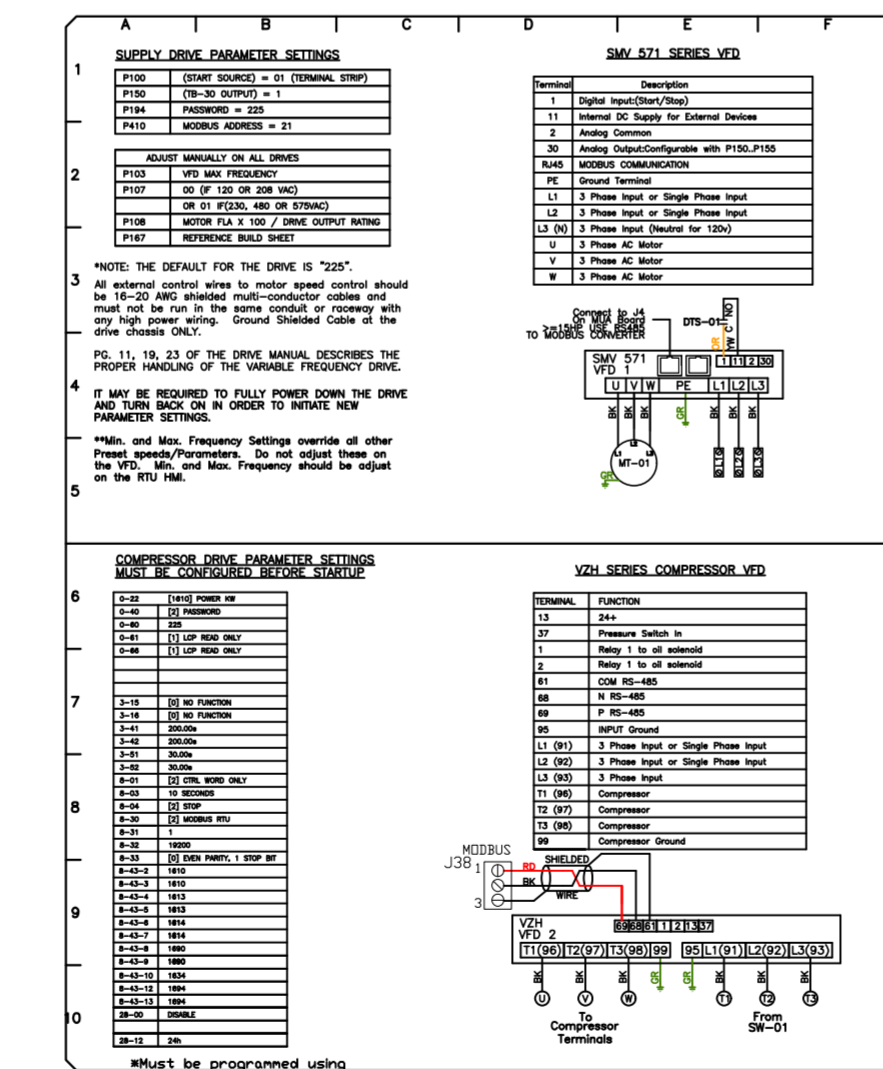 A B C D E F
1
2
3
4
5
6
7
8
9
10
SUPPLY DRIVE PARAMETER SETTINGS
P100 (START SOURCE) = 01 (TERMINAL STRIP)
P150 (TB-30 OUTPUT) = 1
P194 PASSWORD = 225
P410 MODBUS ADDRESS = 21
ADJUST MANUALLY ON ALL DRIVES
P103 VFD MAX FREQUENCY
P107 00 (IF 120 OR 208 VAC)
OR 01 IF(230, 480 OR 575VAC)
P108 MOTOR FLA X 100 / DRIVE OUTPUT RATING
P167 REFERENCE BUILD SHEET
*NOTE: THE DEFAULT FOR THE DRIVE IS "225".
All external control wires to motor speed control should
be 16-20 AWG shielded multi-conductor cables and
must not be run in the same conduit or raceway with
any high power wiring. Ground Shielded Cable at the
drive chassis ONLY.
PG. 11, 19, 23 OF THE DRIVE MANUAL DESCRIBES THE
PROPER HANDLING OF THE VARIABLE FREQUENCY DRIVE.
IT MAY BE REQUIRED TO FULLY POWER DOWN THE DRIVE
AND TURN BACK ON IN ORDER TO INITIATE NEW
PARAMETER SETTINGS.
**Min. and Max. Frequency Settings override all other
Preset speeds/Parameters. Do not adjust these on
the VFD. Min. and Max. Frequency should be adjust
on the RTU HMI.
SMV 571 SERIES VFD
Terminal Description
1 Digital Input:(Start/Stop)
11 Internal DC Supply for External Devices
2 Analog Common
30 Analog Output:Configurable with P150..P155
RJ45 MODBUS COMMUNICATION
PE Ground Terminal
L1 3 Phase Input or Single Phase Input
L2 3 Phase Input or Single Phase Input
L3 (N) 3 Phase Input (Neutral for 120v)
U 3 Phase AC Motor
V 3 Phase AC Motor
W 3 Phase AC Motor
Connect to J4
On MUA Board
>=15HP USE RS485
TO MODBUS CONVERTER
DTS-01
C NO
OR YW
SMV 571
VFD 1
1 11 2 30
U V W PE L1 L2 L3
BK BK BK GR BK BK BK
L1 L2 L3
MT-01
GR
L1 L2 L3
COMPRESSOR DRIVE PARAMETER SETTINGS
MUST BE CONFIGURED BEFORE STARTUP
0-22 [1610] POWER KW
0-40 [2] PASSWORD
0-60 225
0-61 [1] LCP READ ONLY
0-66 [1] LCP READ ONLY
3-15 [0] NO FUNCTION
3-16 [0] NO FUNCTION
3-41 200.00s
3-42 200.00s
3-51 30.00s
3-52 30.00s
8-01 [2] CTRL WORD ONLY
8-03 10 SECONDS
8-04 [2] STOP
8-30 [2] MODBUS RTU
8-31 1
8-32 19200
8-33 [0] EVEN PARITY, 1 STOP BIT
8-43-2 1610
8-43-3 1610
8-43-4 1613
8-43-5 1613
8-43-6 1614
8-43-7 1614
8-43-8 1690
8-43-9 1690
8-43-10 1634
8-43-12 1694
8-43-13 1694
28-00 DISABLE
28-12 24h
*Must be programmed using
VZH SERIES COMPRESSOR VFD
TERMINAL FUNCTION
13 24+
37 Pressure Switch In
1 Relay 1 to oil solenoid
2 Relay 1 to oil solenoid
61 COM RS-485
68 N RS-485
69 P RS-485
95 INPUT Ground
L1 (91) 3 Phase Input or Single Phase Input
L2 (92) 3 Phase Input or Single Phase Input
L3 (93) 3 Phase Input
T1 (96) Compressor
T2 (97) Compressor
T3 (98) Compressor
99 Compressor Ground
MODBUS
J38 1
3
RD SHIELDED
BK WIRE
VZH
VFD 2
69 68 61 1 2 13 37
T1(96) T2(97) T3(98) 99 95 L1(91) L2(92) L3(93)
BK BK BK GR GR BK BK BK
U V W T1 T2 T3
To
Compressor
Terminals
From
SW-01